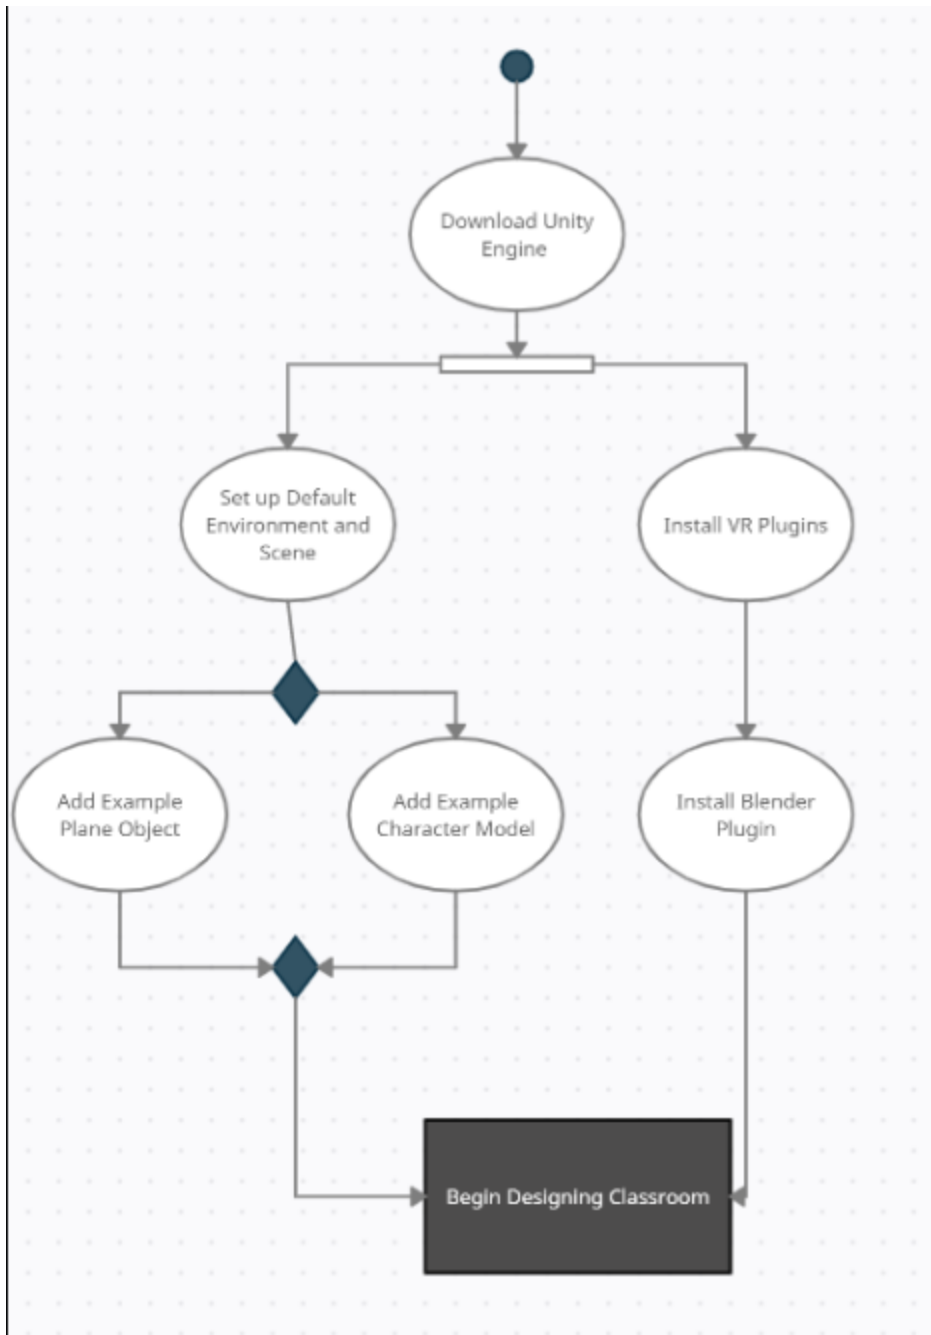 Download Unity
Engine
Set up Default
Environment and
Scene
Install VR Plugins
Add Example
Plane Object
Add Example
Character Model
Install Blender
Plugin
Begin Designing Classroom